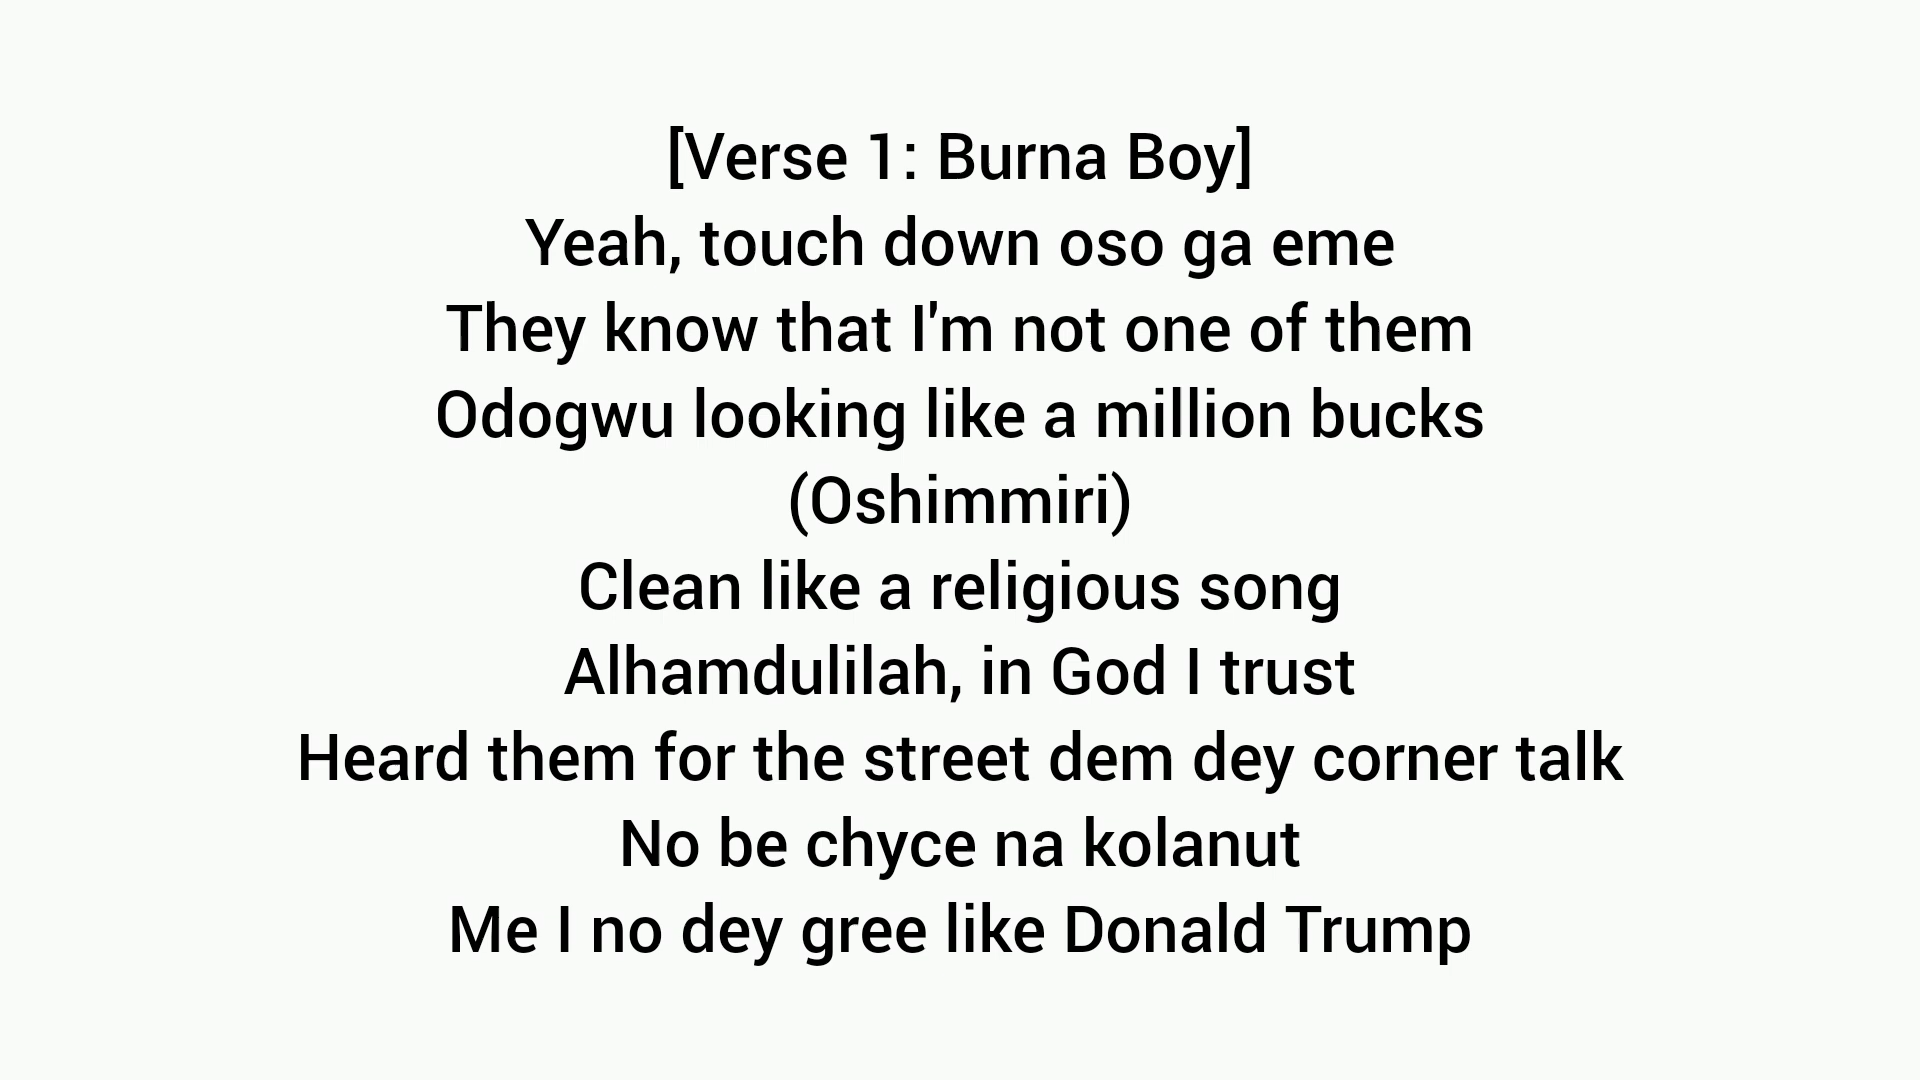 [Verse 1: Burna Boy]
Yeah, touch down oso ga eme
They know that I'm not one of them
Odogwu looking like a million bucks
(Oshimmiri)
Clean like a religious song
Alhamdulilah, in God I trust
Heard them for the street dem dey corner talk
No be chyce na kolanut
Me I no dey gree like Donald Trump